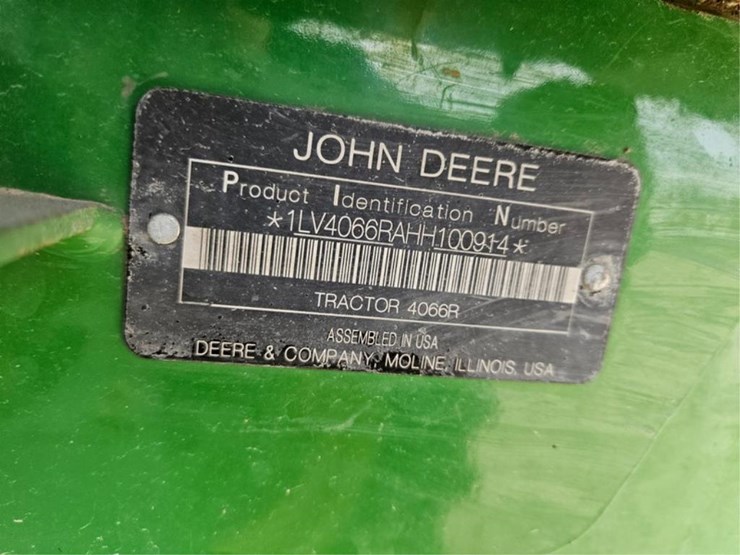 JOHN DEERE
Product Identification Number
*1LV4066RAHH100914*
TRACTOR 4066R
ASSEMBLED IN USA
DEERE & COMPANY, MOLINE, ILLINOIS, USA